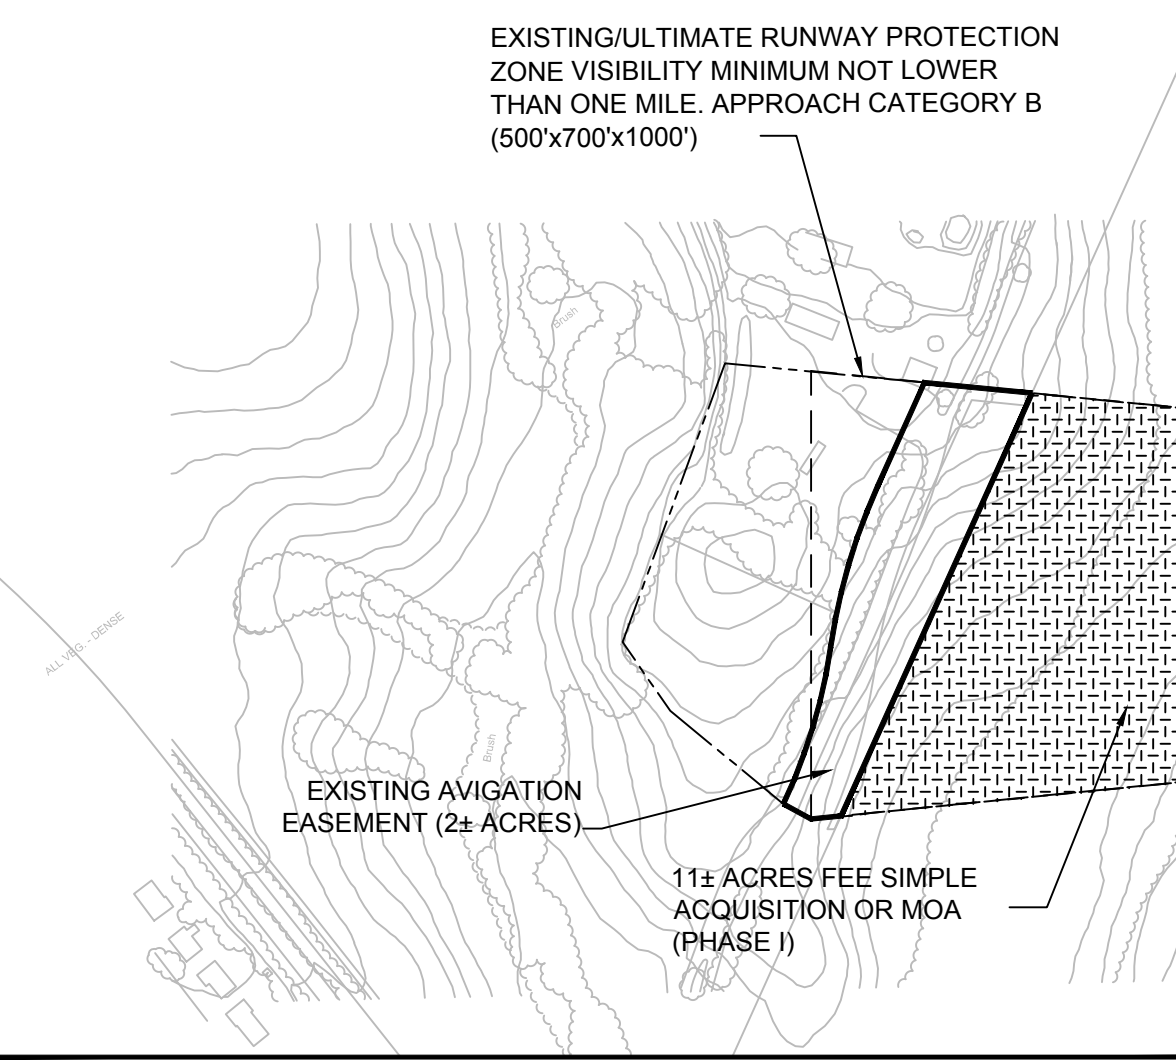 EXISTING/ULTIMATE RUNWAY PROTECTION
ZONE VISIBILITY MINIMUM NOT LOWER
THAN ONE MILE. APPROACH CATEGORY B
(500'x700'x1000')
Brush
ALL VEG. - DENSE
Brush
EXISTING AVIGATION
EASEMENT (2± ACRES)
11± ACRES FEE SIMPLE
ACQUISITION OR MOA
(PHASE I)